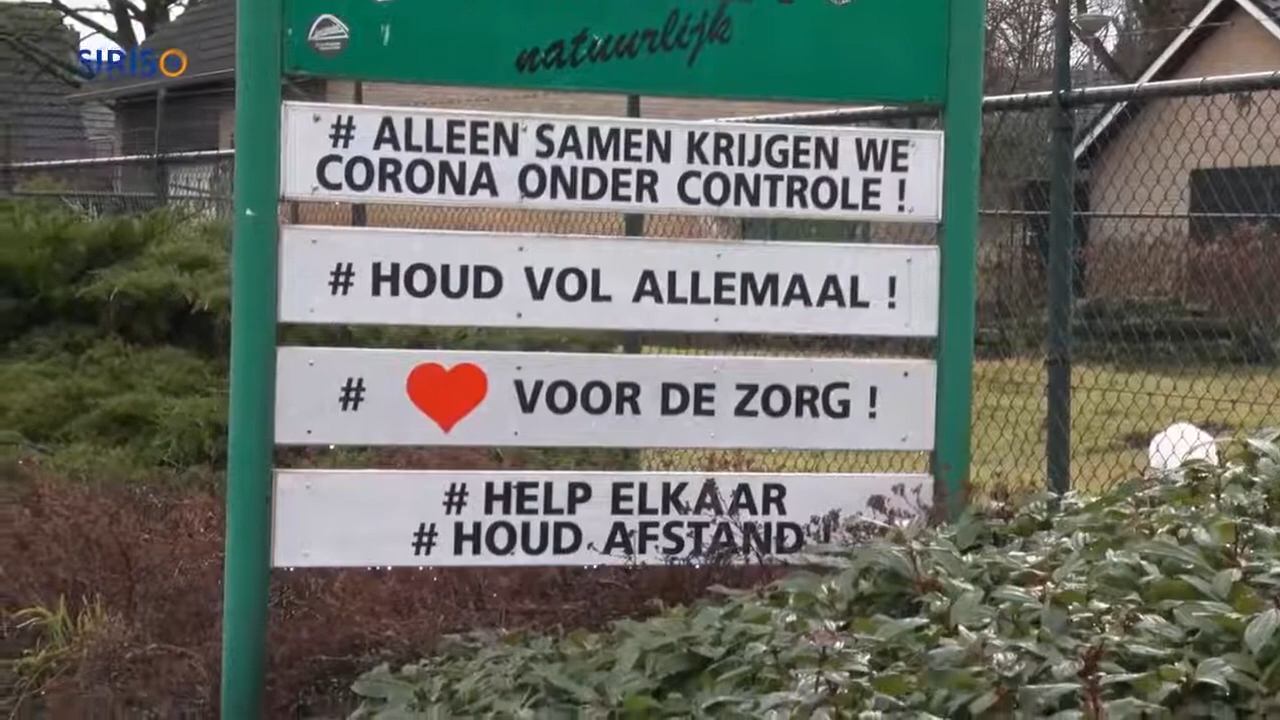 SIRIS
natuurlijk
# ALLEEN SAMEN KRIJGEN WE
CORONA ONDER CONTROLE !
# HOUD VOL ALLEMAAL !
# ❤ VOOR DE ZORG !
# HELP ELKAAR
# HOUD AFSTAND